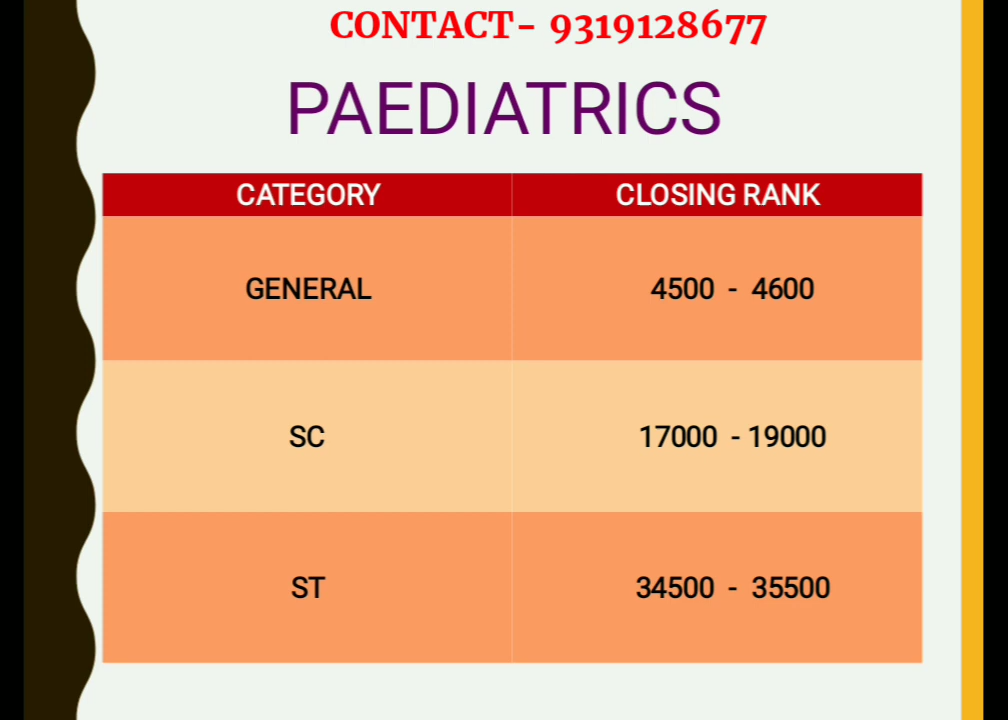 CONTACT- 9319128677
PAEDIATRICS
CATEGORY CLOSING RANK
GENERAL 4500 - 4600
SC 17000 - 19000
ST 34500 - 35500